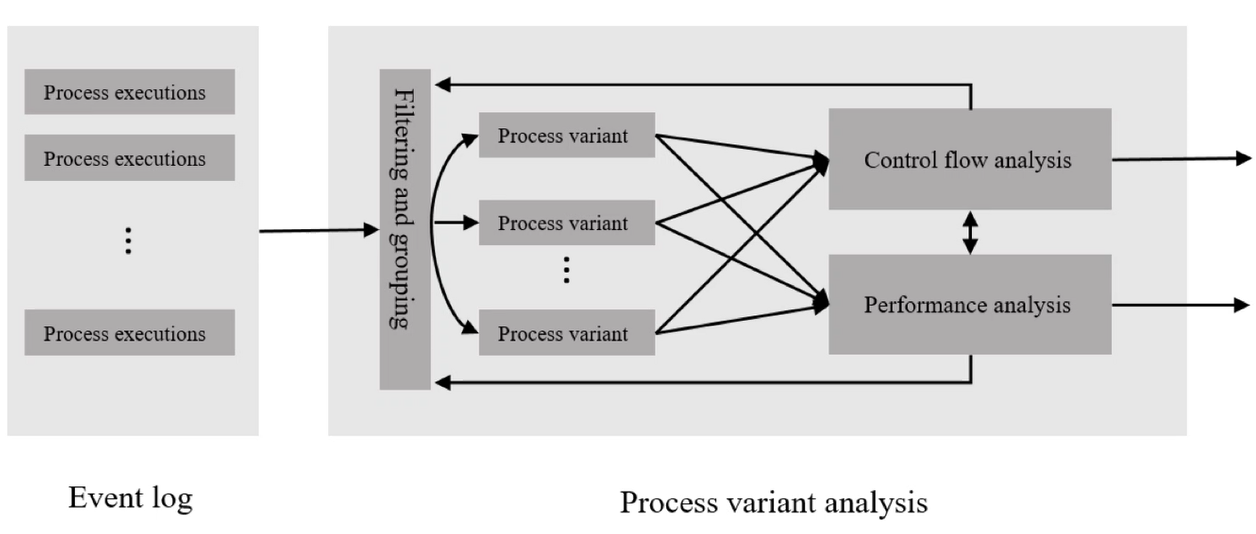 Process executions
Process executions
Process executions
Filtering and grouping
Process variant
Process variant
Process variant
Control flow analysis
Performance analysis
Event log
Process variant analysis